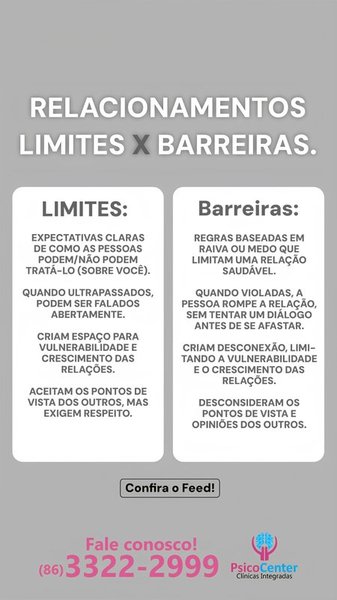 RELACIONAMENTOS
LIMITES X BARREIRAS.
LIMITES:
EXPECTATIVAS CLARAS
DE COMO AS PESSOAS
PODEM/NÃO PODEM
TRATÁ-LO (SOBRE VOCÊ).
QUANDO ULTRAPASSADOS,
PODEM SER FALADOS
ABERTAMENTE.
CRIAM ESPAÇO PARA
VULNERABILIDADE E
CRESCIMENTO DAS
RELAÇÕES.
ACEITAM OS PONTOS DE
VISTA DOS OUTROS, MAS
EXIGEM RESPEITO.
Barreiras:
REGRAS BASEADAS EM
RAIVA OU MEDO QUE
LIMITAM UMA RELAÇÃO
SAUDÁVEL.
QUANDO VIOLADAS, A
PESSOA ROMPE A RELAÇÃO,
SEM TENTAR UM DIÁLOGO
ANTES DE SE AFASTAR.
CRIAM DESCONEXÃO, LIMI-
TANDO A VULNERABILIDADE
E O CRESCIMENTO DAS
RELAÇÕES.
DESCONSIDERAM OS
PONTOS DE VISTA E
OPINIÕES DOS OUTROS.
Confira o Feed!
Fale conosco!
(86) 3322-2999
PsicoCenter
Clínicas Integradas